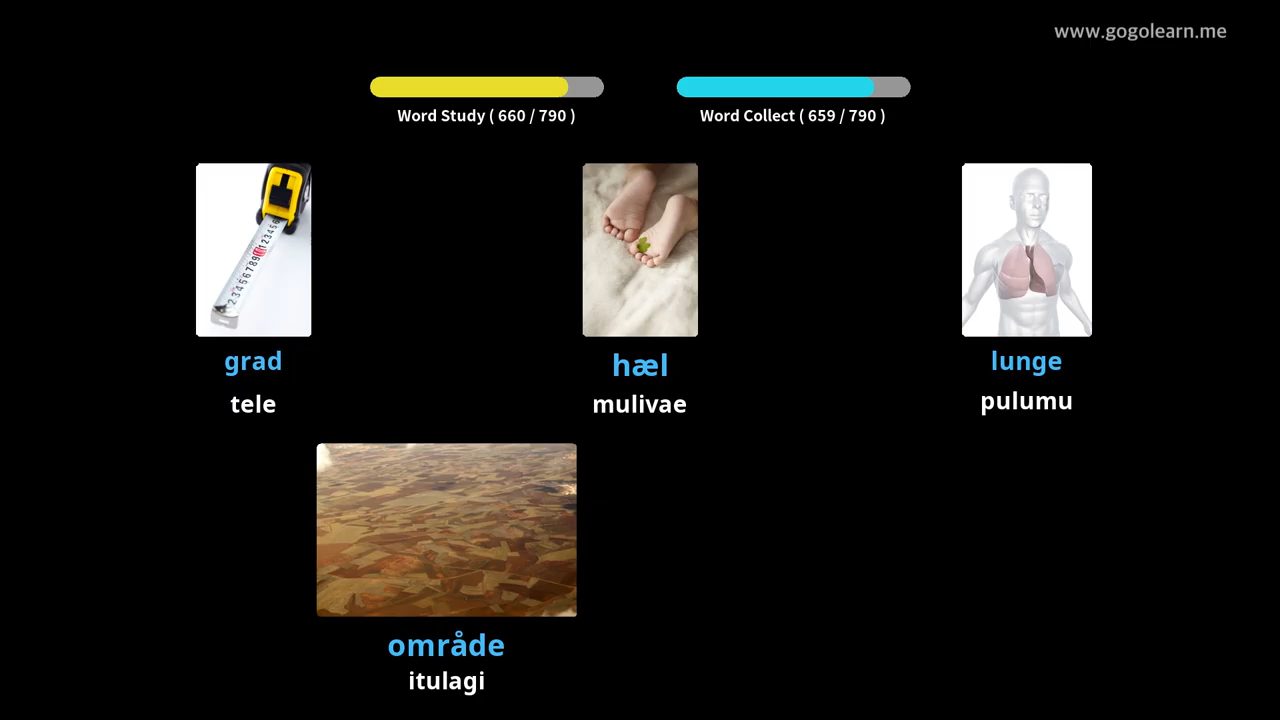 www.gogolearn.me
Word Study ( 660 / 790 )
Word Collect ( 659 / 790 )
grad
tele
hæl
mulivae
lunge
pulumu
område
itulagi